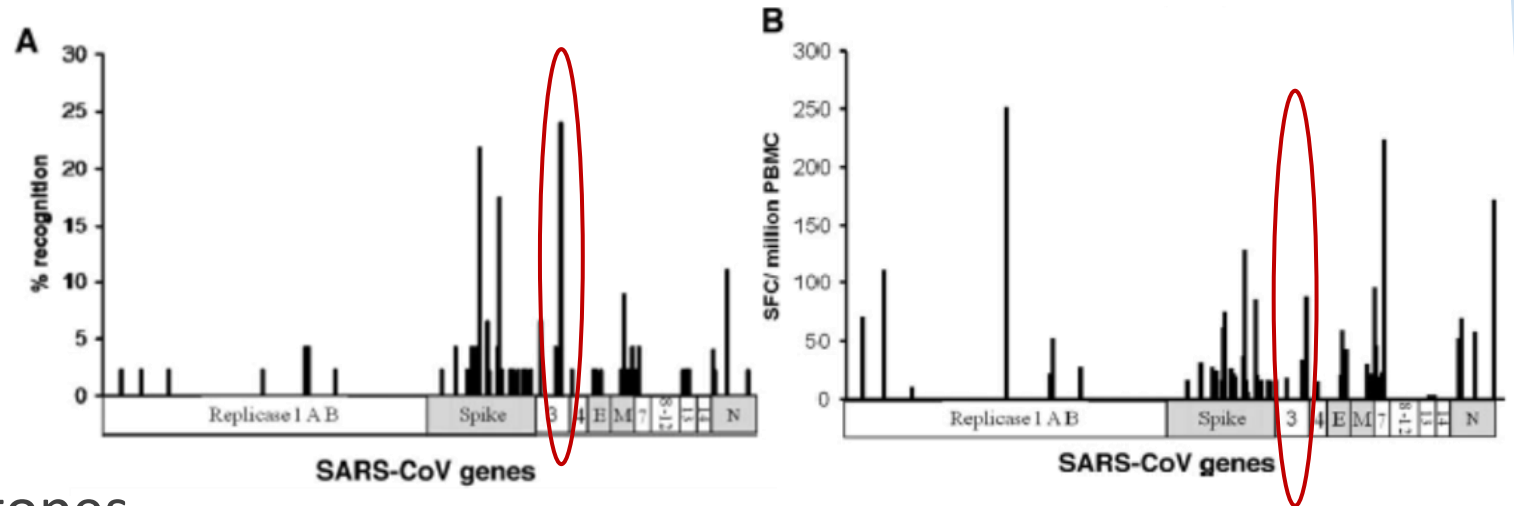 A
30
25
20
15
10
5
0
% recognition
Replicase 1 A B Spike 3 4 E M 7 8-12 13 14 N
SARS-CoV genes
B
300
250
200
150
100
50
0
SFC/ million PBMC
Replicase 1 A B Spike 3 4 E M 7 8-12 13 14 N
SARS-CoV genes